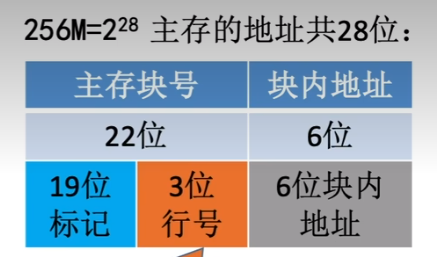 256M=2²⁸ 主存的地址共28位：
主存块号 块内地址
22位 6位
19位 3位 6位块内
标记 行号 地址